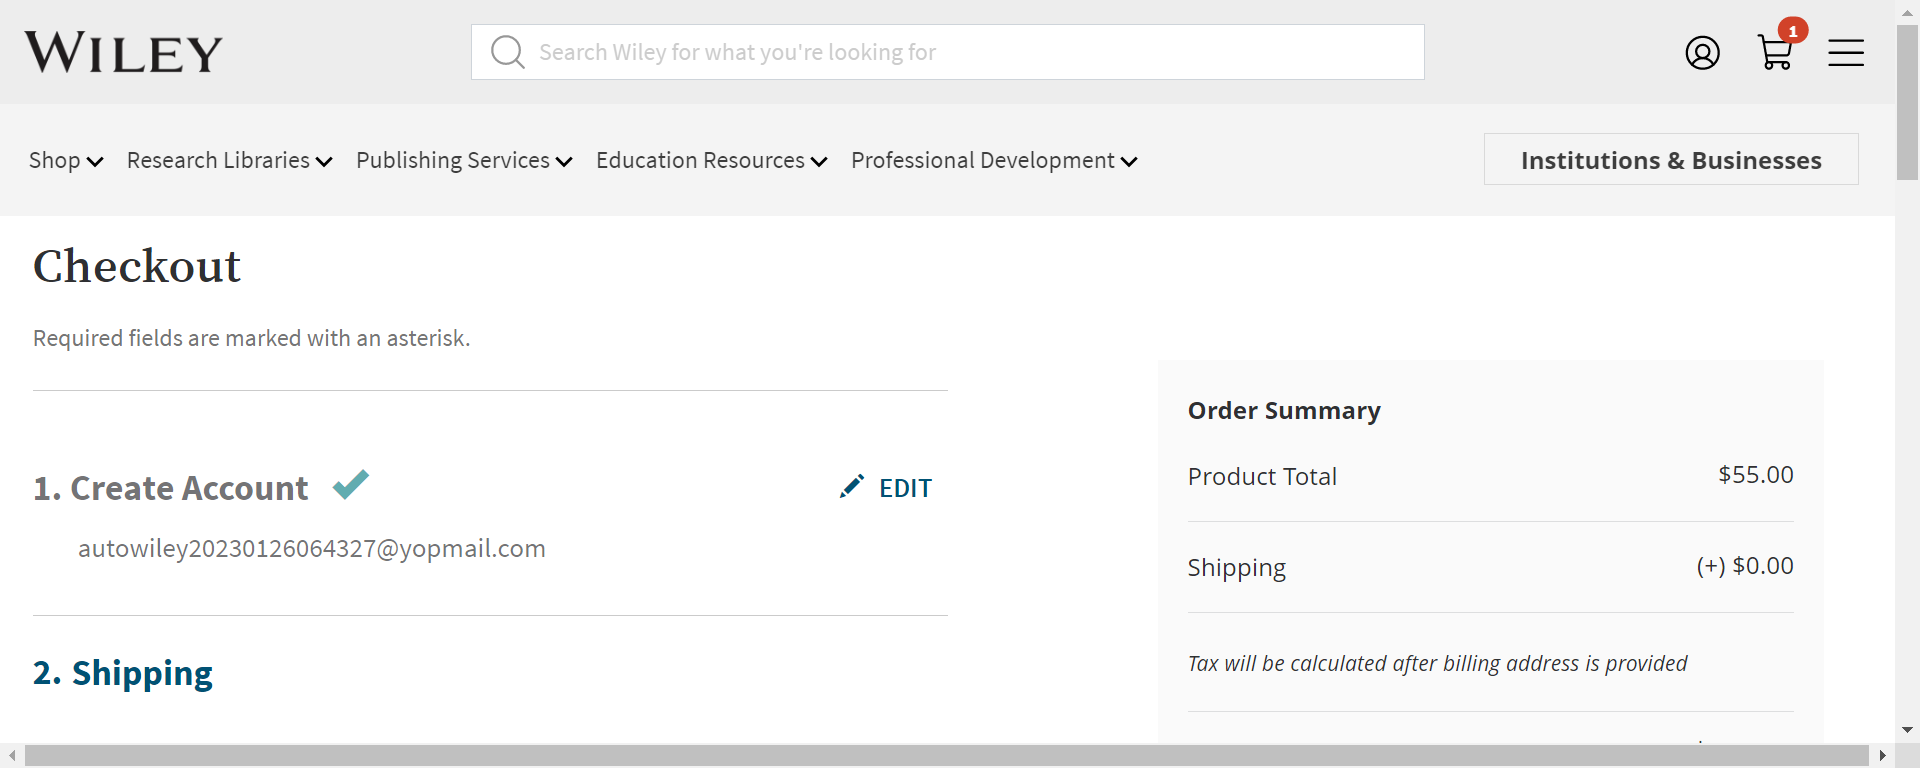 WILEY
Search Wiley for what you're looking for
1
Shop Research Libraries Publishing Services Education Resources Professional Development Institutions & Businesses
Checkout
Required fields are marked with an asterisk.
1. Create Account EDIT
autowiley20230126064327@yopmail.com
2. Shipping
Order Summary
Product Total $55.00
Shipping (+) $0.00
Tax will be calculated after billing address is provided